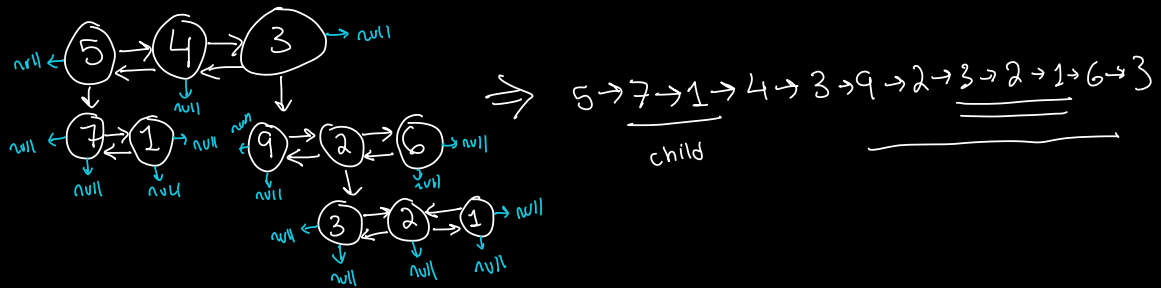 null ← 5 ⇄ 4 ⇄ 3 → null
null
⇒ 5 → 7 → 1 → 4 → 3 → 9 → 2 → 3 → 2 → 1 → 6 → 3
child
null ← 7 ⇄ 1 → null
null null
null ← 9 ⇄ 2 ⇄ 6 → null
null null
null ← 3 ⇄ 2 ⇄ 1 → null
null null null